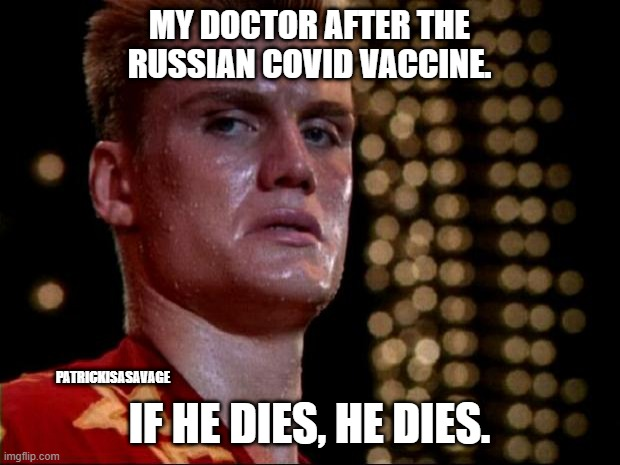 MY DOCTOR AFTER THE
RUSSIAN COVID VACCINE.
PATRICKISASAVAGE
IF HE DIES, HE DIES.
imgflip.com